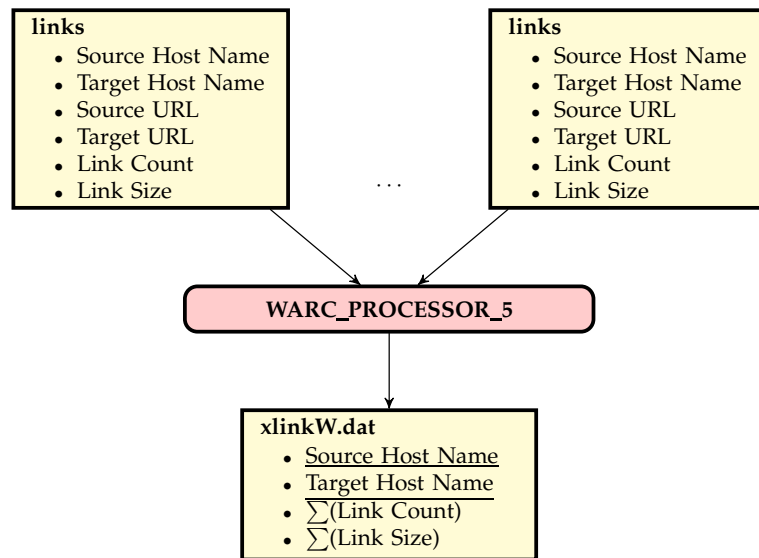 links
• Source Host Name
• Target Host Name
• Source URL
• Target URL
• Link Count
• Link Size
...
links
• Source Host Name
• Target Host Name
• Source URL
• Target URL
• Link Count
• Link Size
WARC_PROCESSOR_5
xlinkW.dat
• Source Host Name
• Target Host Name
• ∑(Link Count)
• ∑(Link Size)